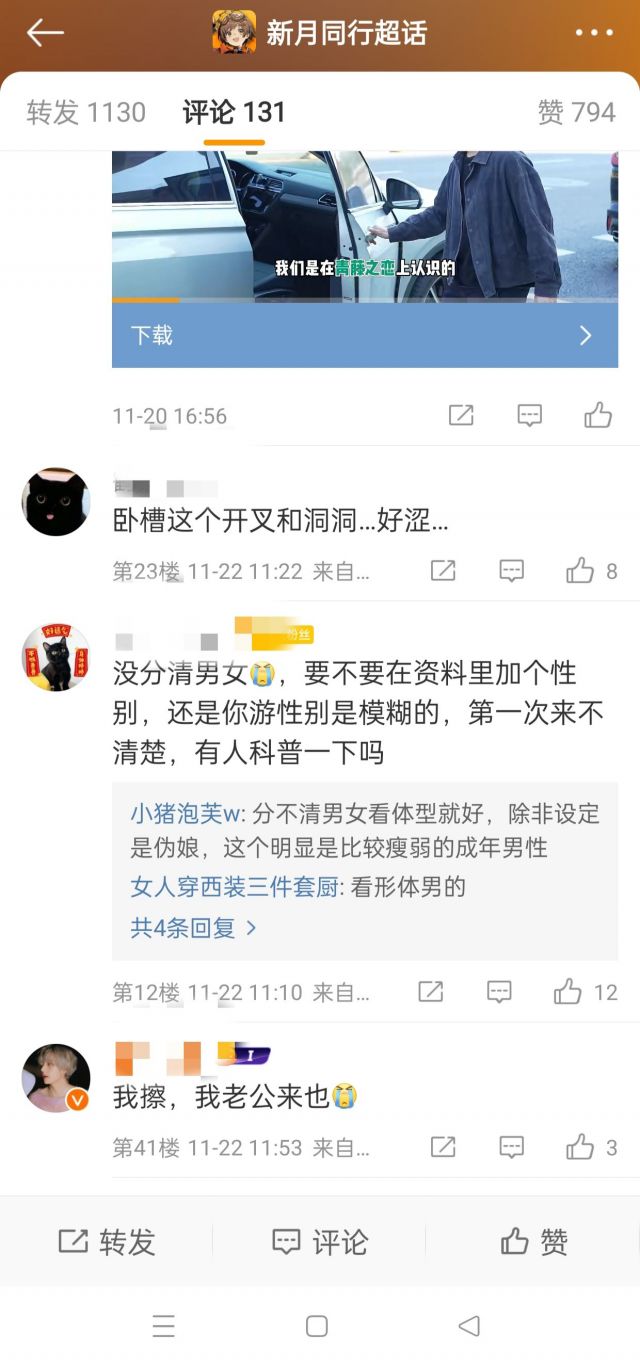 新月同行超话
转发 1130
评论 131
赞 794
我们是在青藤之恋上认识的
下载
11-20 16:56
卧槽这个开叉和洞洞...好涩...
第23楼 11-22 11:22 来自...
8
粉丝
没分清男女😭，要不要在资料里加个性
别，还是你游性别是模糊的，第一次来不
清楚，有人科普一下吗
小猪泡芙w: 分不清男女看体型就好，除非设定
是伪娘，这个明显是比较瘦弱的成年男性
女人穿西装三件套厨: 看形体男的
共4条回复
第12楼 11-22 11:10 来自...
12
I
我擦，我老公来也😭
第41楼 11-22 11:53 来自...
3
转发
评论
赞